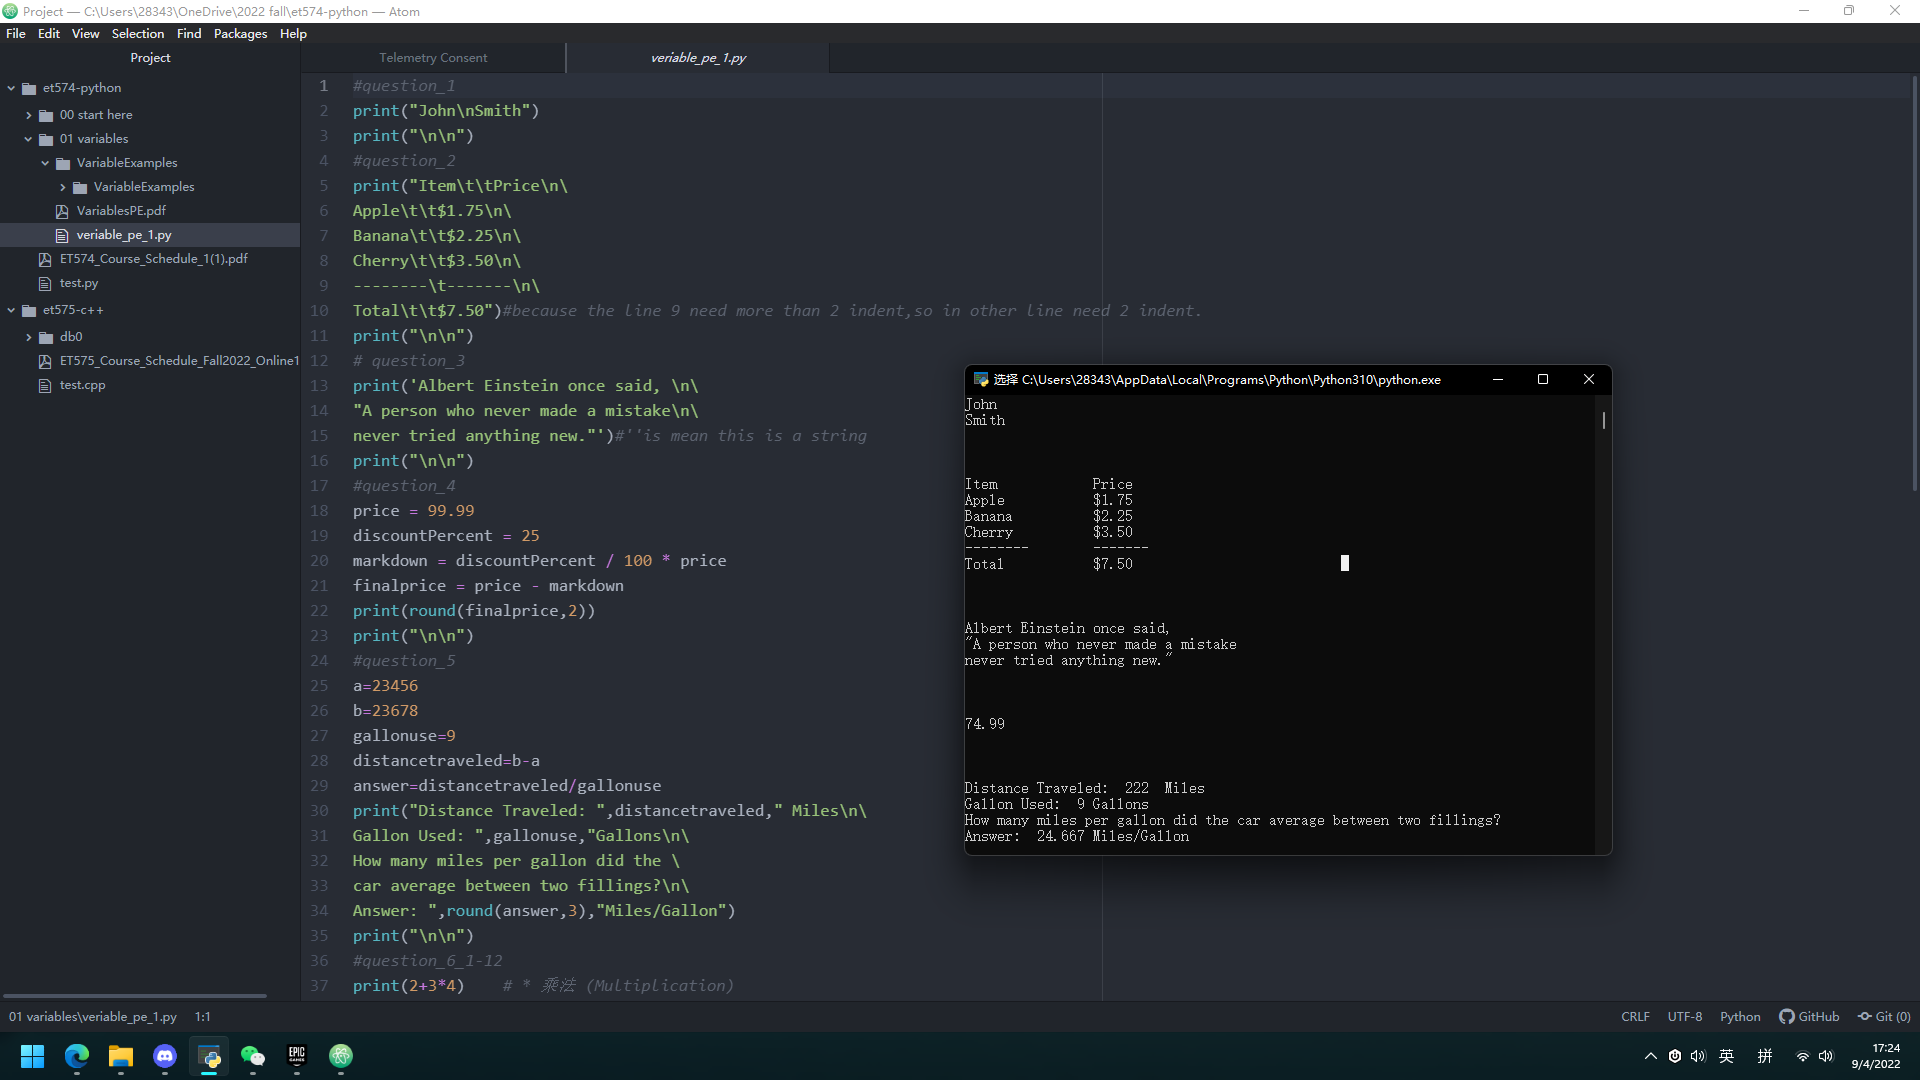 Project — C:\Users\28343\OneDrive\2022 fall\et574-python — Atom
File Edit View Selection Find Packages Help
Project
et574-python
00 start here
01 variables
VariableExamples
VariableExamples
VariablesPE.pdf
veriable_pe_1.py
ET574_Course_Schedule_1(1).pdf
test.py
et575-c++
db0
ET575_Course_Schedule_Fall2022_Online1
test.cpp
Telemetry Consent
veriable_pe_1.py
1 #question_1
2 print("John\nSmith")
3 print("\n\n")
4 #question_2
5 print("Item\t\tPrice\n\
6 Apple\t\t$1.75\n\
7 Banana\t\t$2.25\n\
8 Cherry\t\t$3.50\n\
9 --------\t-------\n\
10 Total\t\t$7.50")#because the line 9 need more than 2 indent,so in other line need 2 indent.
11 print("\n\n")
12 # question_3
13 print('Albert Einstein once said, \n\
14 "A person who never made a mistake\n\
15 never tried anything new."')#''is mean this is a string
16 print("\n\n")
17 #question_4
18 price = 99.99
19 discountPercent = 25
20 markdown = discountPercent / 100 * price
21 finalprice = price - markdown
22 print(round(finalprice,2))
23 print("\n\n")
24 #question_5
25 a=23456
26 b=23678
27 gallonuse=9
28 distancetraveled=b-a
29 answer=distancetraveled/gallonuse
30 print("Distance Traveled: ",distancetraveled," Miles\n\
31 Gallon Used: ",gallonuse,"Gallons\n\
32 How many miles per gallon did the \
33 car average between two fillings?\n\
34 Answer: ",round(answer,3),"Miles/Gallon")
35 print("\n\n")
36 #question_6_1-12
37 print(2+3*4)    # * 乘法 (Multiplication)
选择 C:\Users\28343\AppData\Local\Programs\Python\Python310\python.exe
John
Smith
Item Price
Apple $1.75
Banana $2.25
Cherry $3.50
-------- -------
Total $7.50
Albert Einstein once said,
"A person who never made a mistake
never tried anything new."
74.99
Distance Traveled:  222  Miles
Gallon Used:  9 Gallons
How many miles per gallon did the car average between two fillings?
Answer:  24.667 Miles/Gallon
01 variables\veriable_pe_1.py 1:1
CRLF UTF-8 Python GitHub Git (0)
EPIC
GAMES
英 拼
17:24
9/4/2022